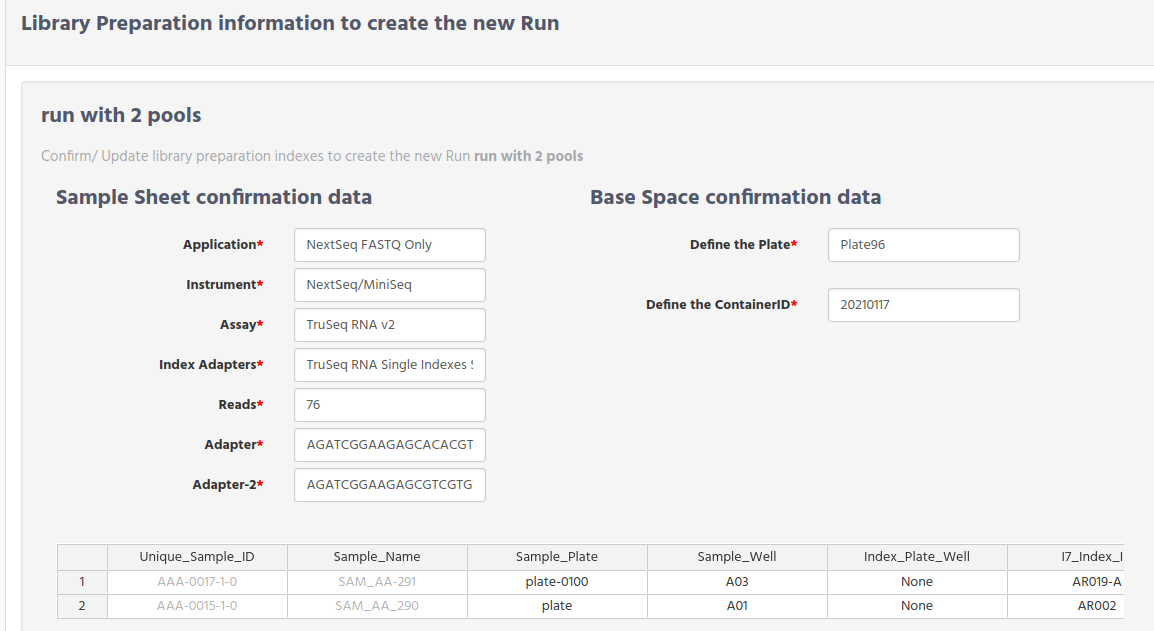 Library Preparation information to create the new Run
run with 2 pools
Confirm/ Update library preparation indexes to create the new Run run with 2 pools
Sample Sheet confirmation data
Application* NextSeq FASTQ Only
Instrument* NextSeq/MiniSeq
Assay* TruSeq RNA v2
Index Adapters* TruSeq RNA Single Indexes
Reads* 76
Adapter* AGATCGGAAGAGCACACGT
Adapter-2* AGATCGGAAGAGCGTCGTG
Base Space confirmation data
Define the Plate* Plate96
Define the ContainerID* 20210117
Unique_Sample_ID Sample_Name Sample_Plate Sample_Well Index_Plate_Well I7_Index_I
1 AAA-0017-1-0 SAM_AA-291 plate-0100 A03 None AR019-A
2 AAA-0015-1-0 SAM_AA_290 plate A01 None AR002